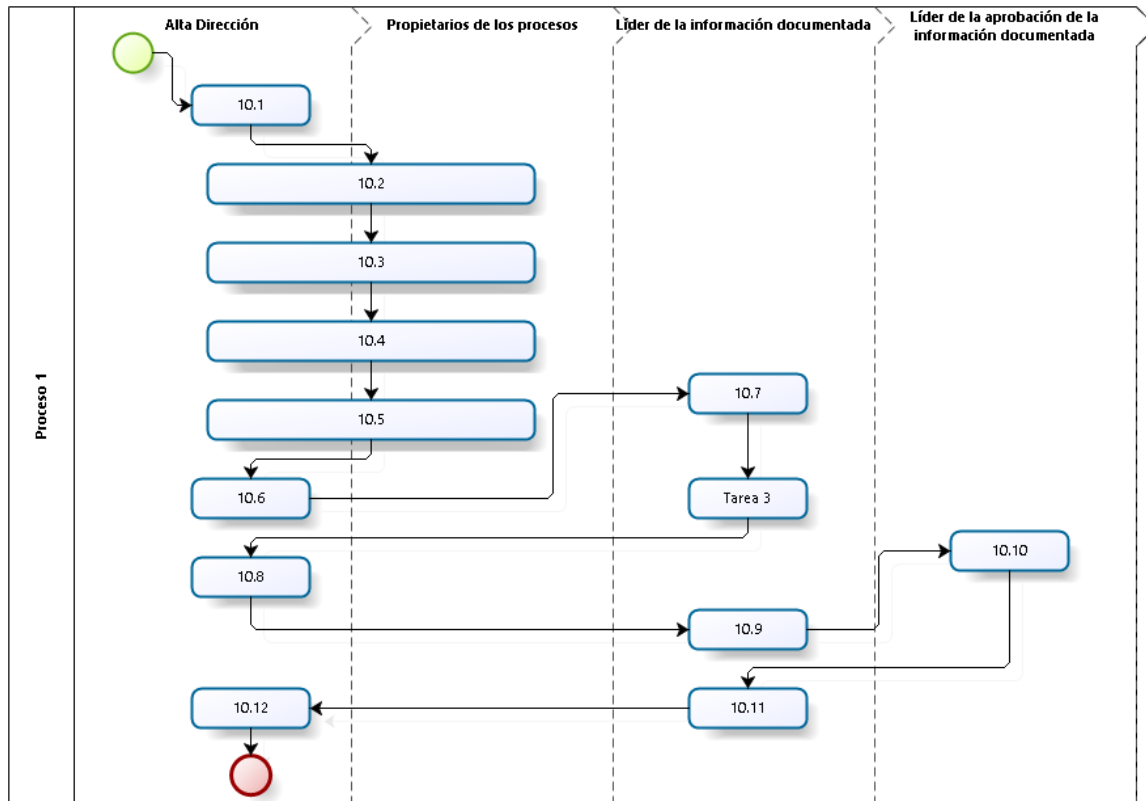 Alta Dirección
Propietarios de los procesos
Líder de la información documentada
Líder de la aprobación de la
información documentada
Proceso 1
10.1
10.2
10.3
10.4
10.7
10.5
10.6
Tarea 3
10.10
10.8
10.9
10.12
10.11